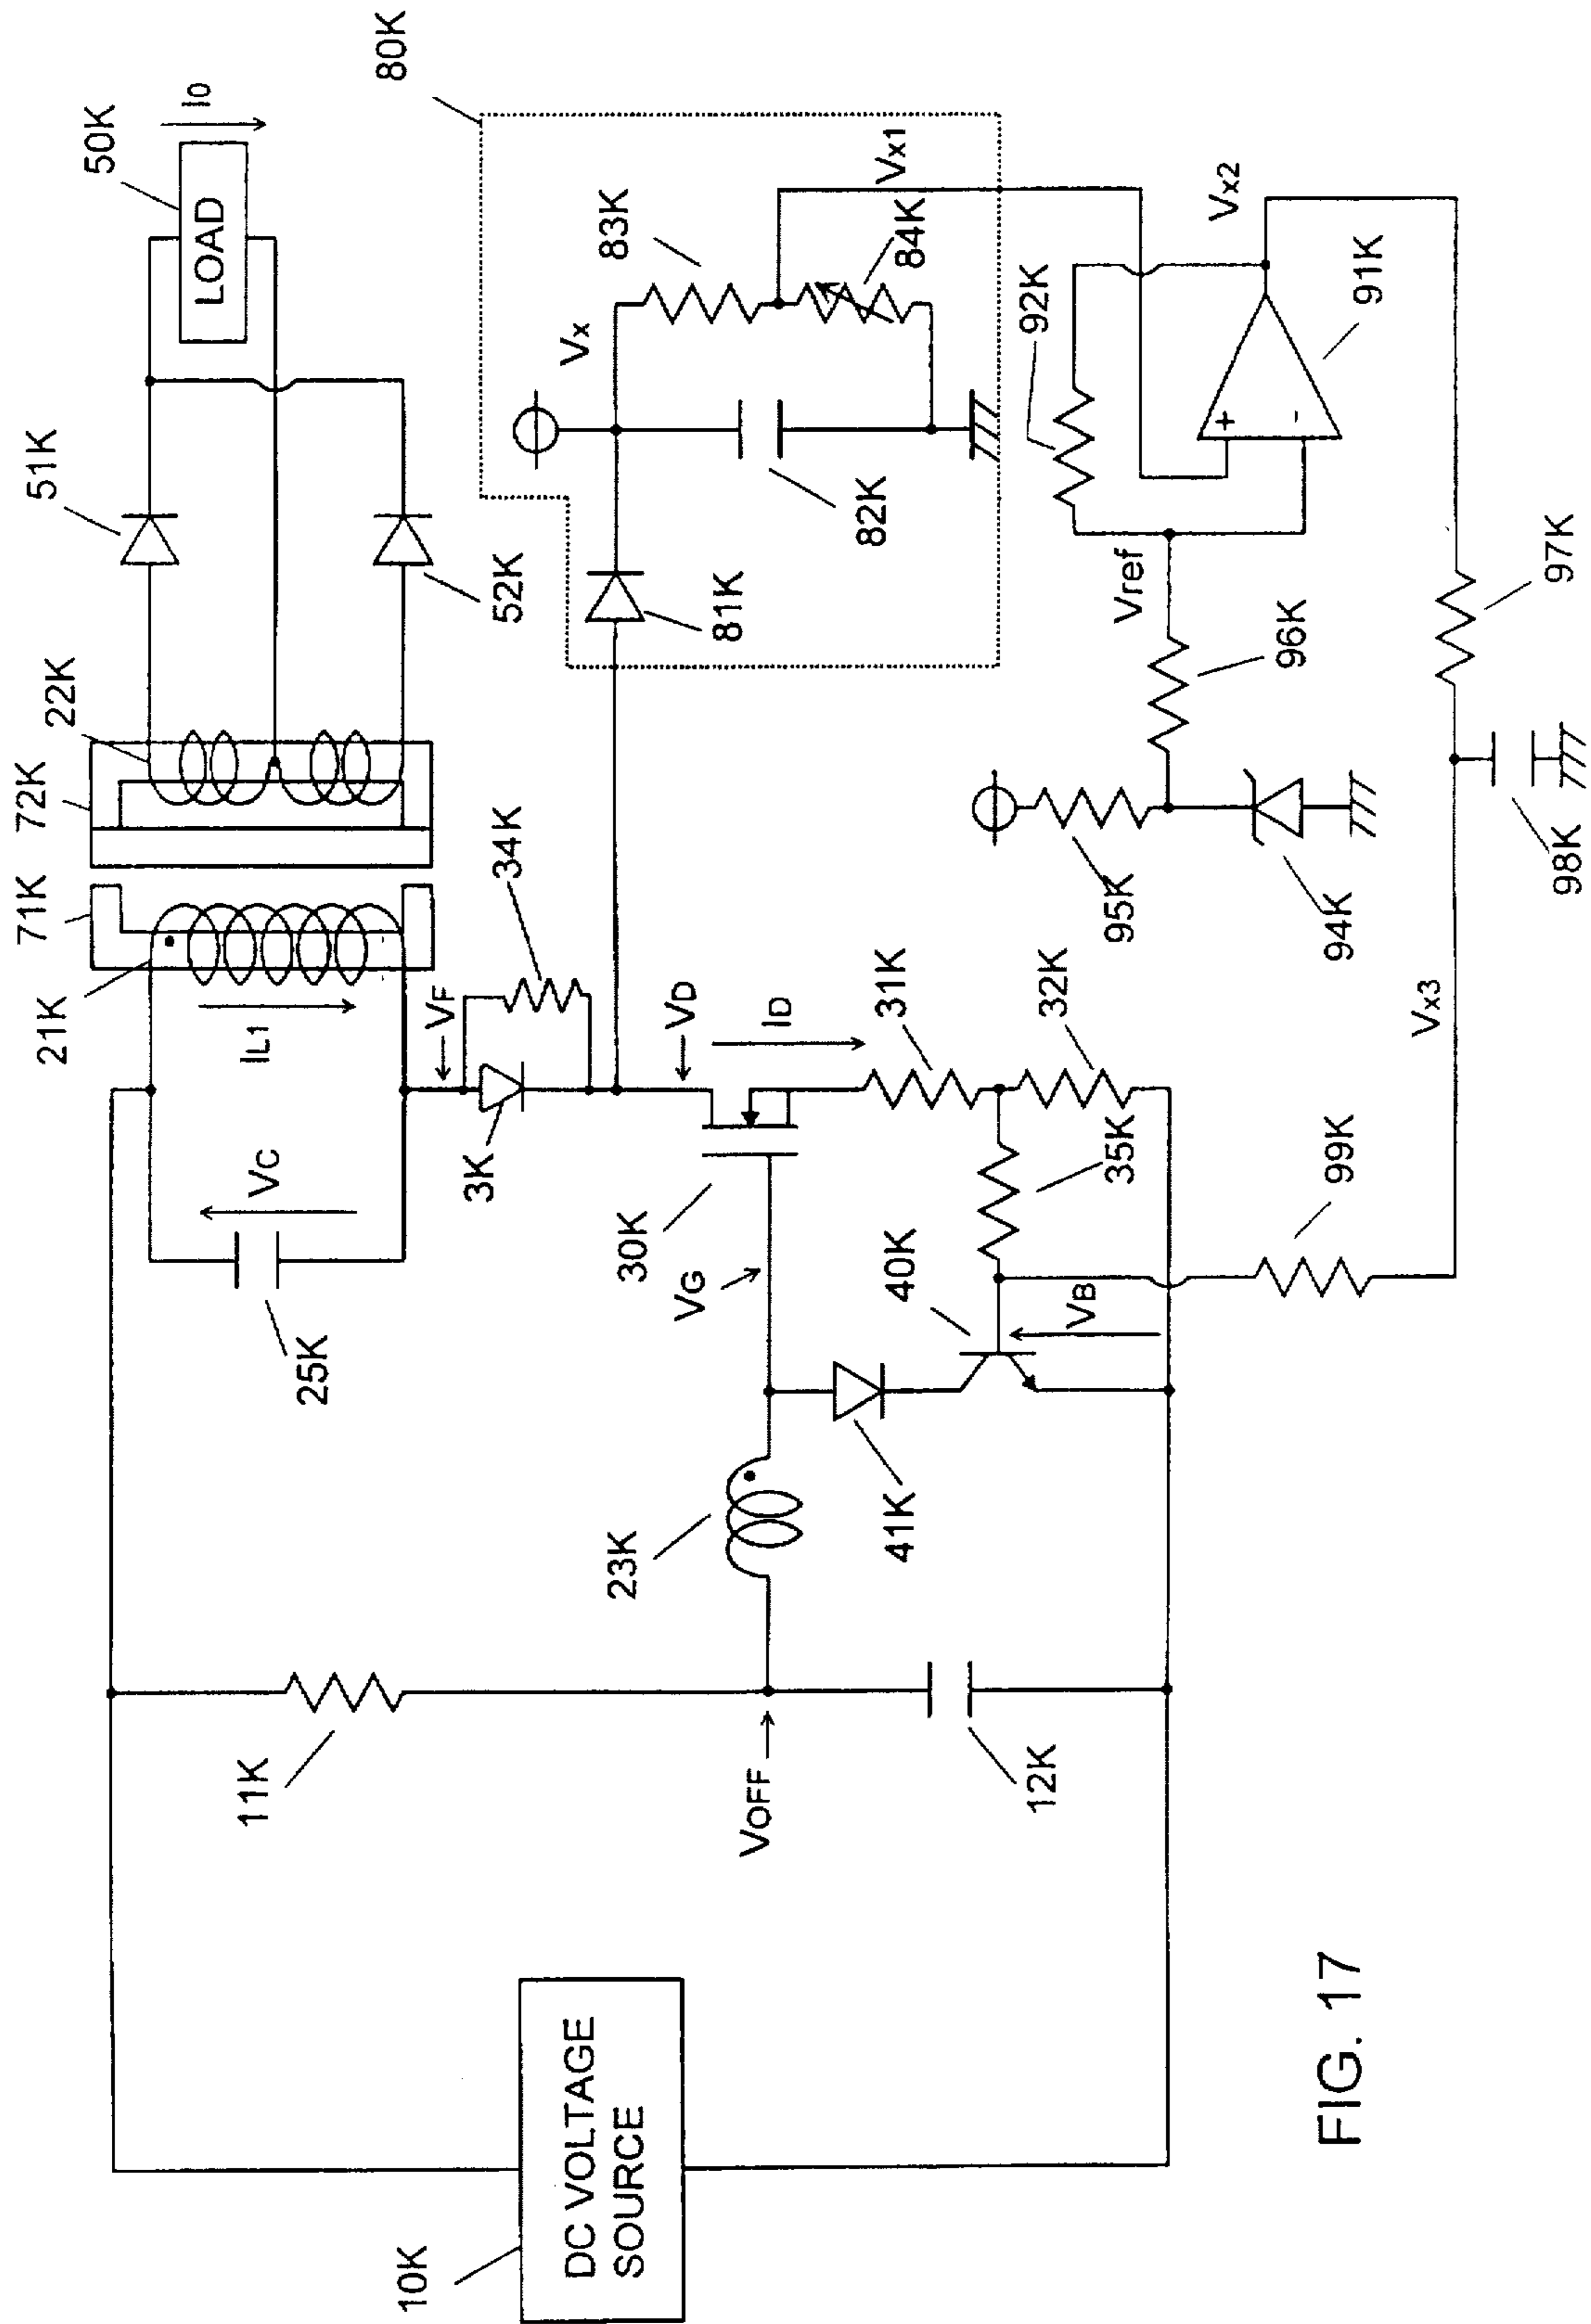 80K
50K
I0
LOAD
51K
52K
22K
72K
71K
21K
IL1
VC
25K
VF
34K
3K
Vx
83K
84K
Vx1
82K
81K
VD
ID
30K
VG
31K
32K
35K
40K
VB
99K
41K
23K
11K
VOFF
12K
DC VOLTAGE
SOURCE
10K
92K
91K
Vx2
Vref
96K
95K
94K
97K
98K
Vx3
+
-
FIG. 17